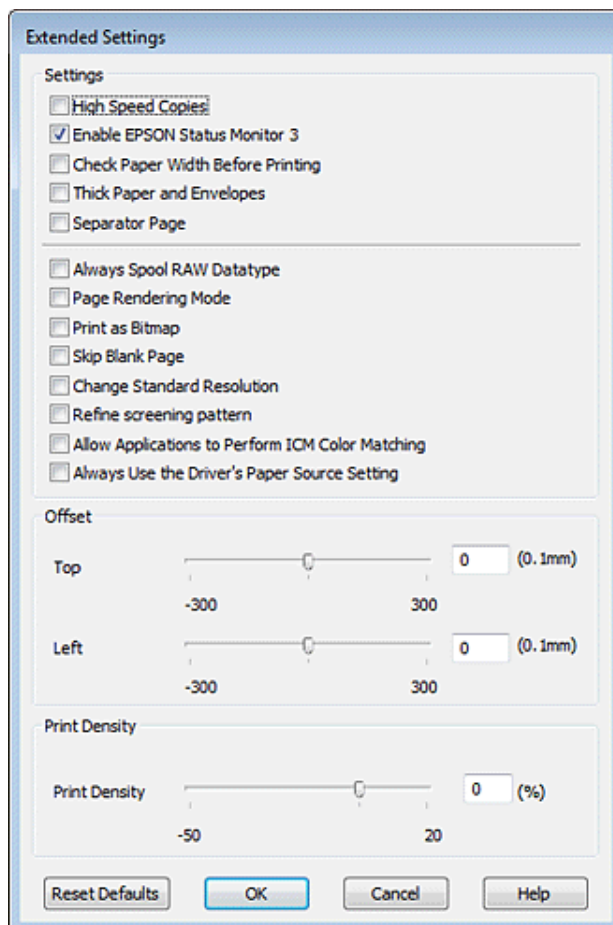 Extended Settings
Settings
High Speed Copies
Enable EPSON Status Monitor 3
Check Paper Width Before Printing
Thick Paper and Envelopes
Separator Page
Always Spool RAW Datatype
Page Rendering Mode
Print as Bitmap
Skip Blank Page
Change Standard Resolution
Refine screening pattern
Allow Applications to Perform ICM Color Matching
Always Use the Driver's Paper Source Setting
Offset
Top 0 (0.1mm)
-300 300
Left 0 (0.1mm)
-300 300
Print Density
Print Density 0 (%)
-50 20
Reset Defaults OK Cancel Help